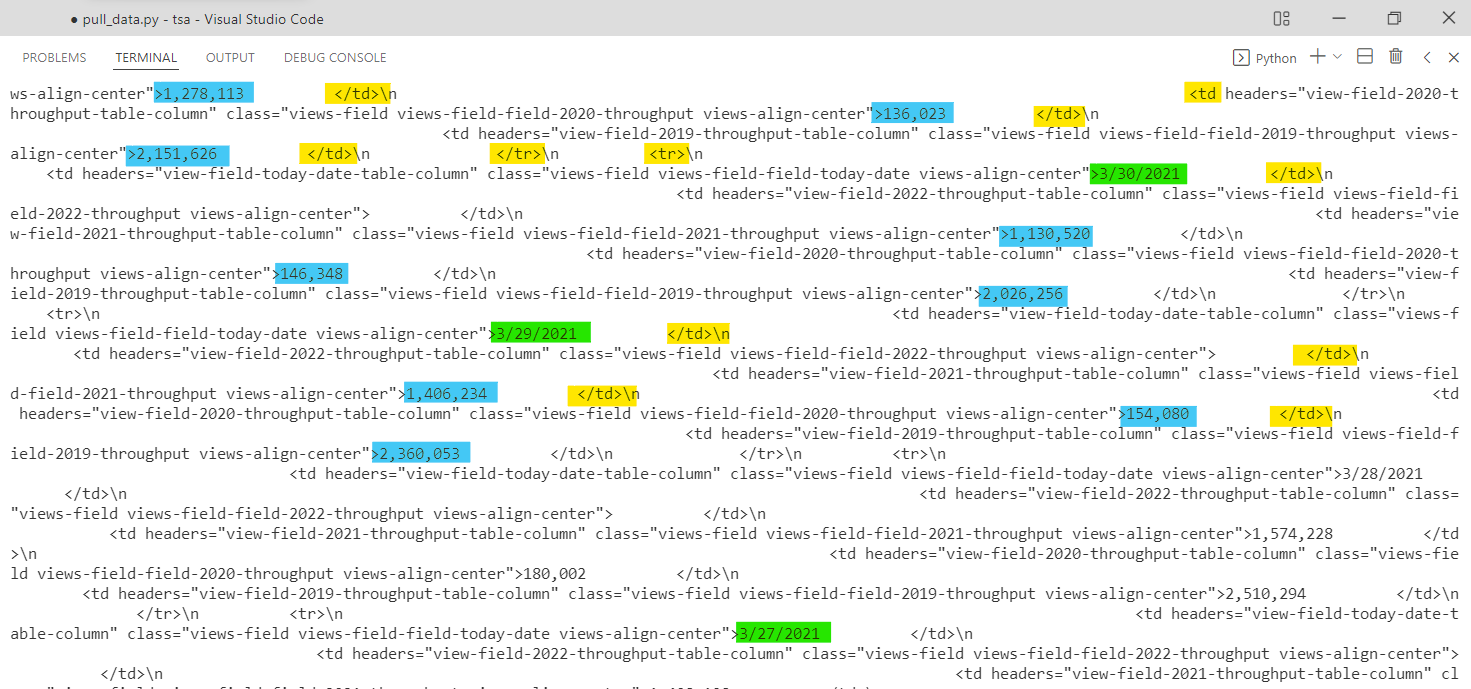 ● pull_data.py - tsa - Visual Studio Code
PROBLEMS TERMINAL OUTPUT DEBUG CONSOLE Python
ws-align-center">1,278,113 </td>\n <td headers="view-field-2020-t
hroughput-table-column" class="views-field views-field-field-2020-throughput views-align-center">136,023 </td>\n
<td headers="view-field-2019-throughput-table-column" class="views-field views-field-field-2019-throughput views-
align-center">2,151,626 </td>\n </tr>\n <tr>\n
<td headers="view-field-today-date-table-column" class="views-field views-field-field-today-date views-align-center">3/30/2021 </td>\n
<td headers="view-field-2022-throughput-table-column" class="views-field views-field-fi
eld-2022-throughput views-align-center"> </td>\n <td headers="vie
w-field-2021-throughput-table-column" class="views-field views-field-field-2021-throughput views-align-center">1,130,520 </td>\n
<td headers="view-field-2020-throughput-table-column" class="views-field views-field-field-2020-t
hroughput views-align-center">146,348 </td>\n <td headers="view-f
ield-2019-throughput-table-column" class="views-field views-field-field-2019-throughput views-align-center">2,026,256 </td>\n </tr>\n
<tr>\n <td headers="view-field-today-date-table-column" class="views-f
ield views-field-field-today-date views-align-center">3/29/2021 </td>\n
<td headers="view-field-2022-throughput-table-column" class="views-field views-field-field-2022-throughput views-align-center"> </td>\n
<td headers="view-field-2021-throughput-table-column" class="views-field views-fiel
d-field-2021-throughput views-align-center">1,406,234 </td>\n <td
headers="view-field-2020-throughput-table-column" class="views-field views-field-field-2020-throughput views-align-center">154,080 </td>\n
<td headers="view-field-2019-throughput-table-column" class="views-field views-field-f
ield-2019-throughput views-align-center">2,360,053 </td>\n </tr>\n <tr>\n
<td headers="view-field-today-date-table-column" class="views-field views-field-field-today-date views-align-center">3/28/2021
</td>\n <td headers="view-field-2022-throughput-table-column" class=
"views-field views-field-field-2022-throughput views-align-center"> </td>\n
<td headers="view-field-2021-throughput-table-column" class="views-field views-field-field-2021-throughput views-align-center">1,574,228 </td
>\n <td headers="view-field-2020-throughput-table-column" class="views-field views-fie
ld views-field-field-2020-throughput views-align-center">180,002 </td>\n
<td headers="view-field-2019-throughput-table-column" class="views-field views-field-field-2019-throughput views-align-center">2,510,294 </td>\n
</tr>\n <tr>\n <td headers="view-field-today-date-t
able-column" class="views-field views-field-field-today-date views-align-center">3/27/2021 </td>\n
<td headers="view-field-2022-throughput-table-column" class="views-field views-field-field-2022-throughput views-align-center">
</td>\n <td headers="view-field-2021-throughput-table-column" cl